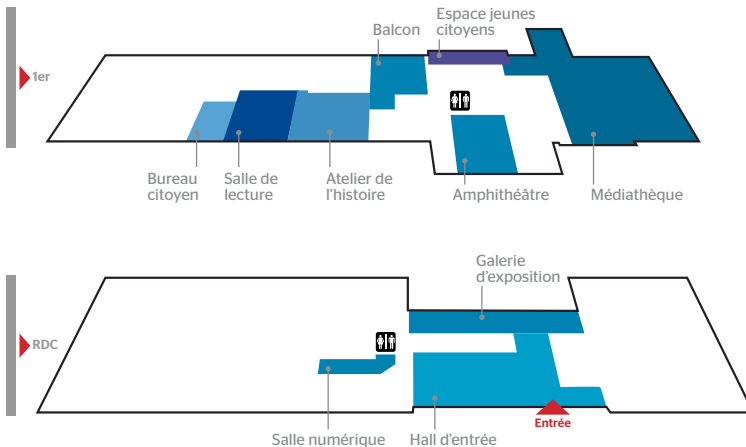 Espace jeunes
citoyens
Balcon
1er
Bureau
citoyen
Salle de
lecture
Atelier de
l'histoire
Amphithéâtre
Médiathèque
Galerie
d'exposition
RDC
Entrée
Salle numérique
Hall d'entrée